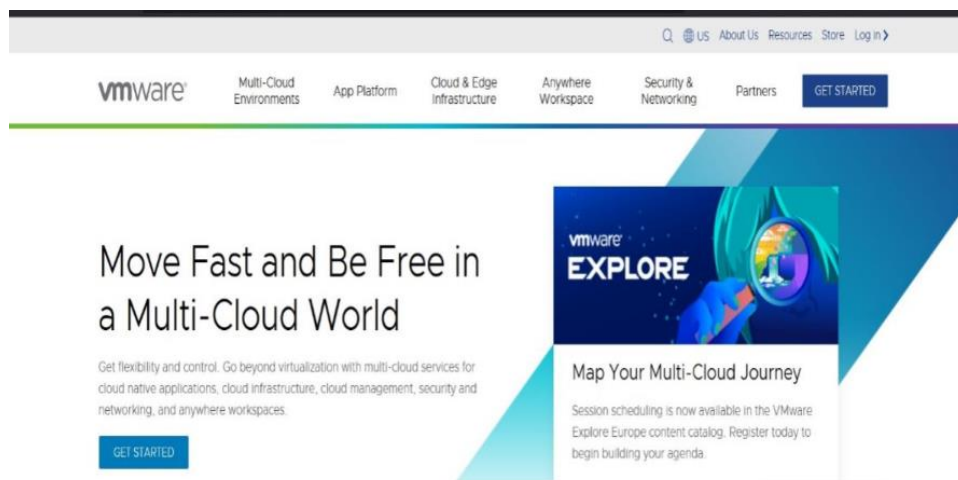 US About Us Resources Store Log in
vmware®
Multi-Cloud
Environments
App Platform
Cloud & Edge
Infrastructure
Anywhere
Workspace
Security &
Networking
Partners
GET STARTED
Move Fast and Be Free in
a Multi-Cloud World
Get flexibility and control. Go beyond virtualization with multi-cloud services for
cloud native applications, cloud infrastructure, cloud management, security and
networking, and anywhere workspaces.
GET STARTED
vmware®
EXPLORE
Map Your Multi-Cloud Journey
Session scheduling is now available in the VMware
Explore Europe content catalog. Register today to
begin building your agenda.